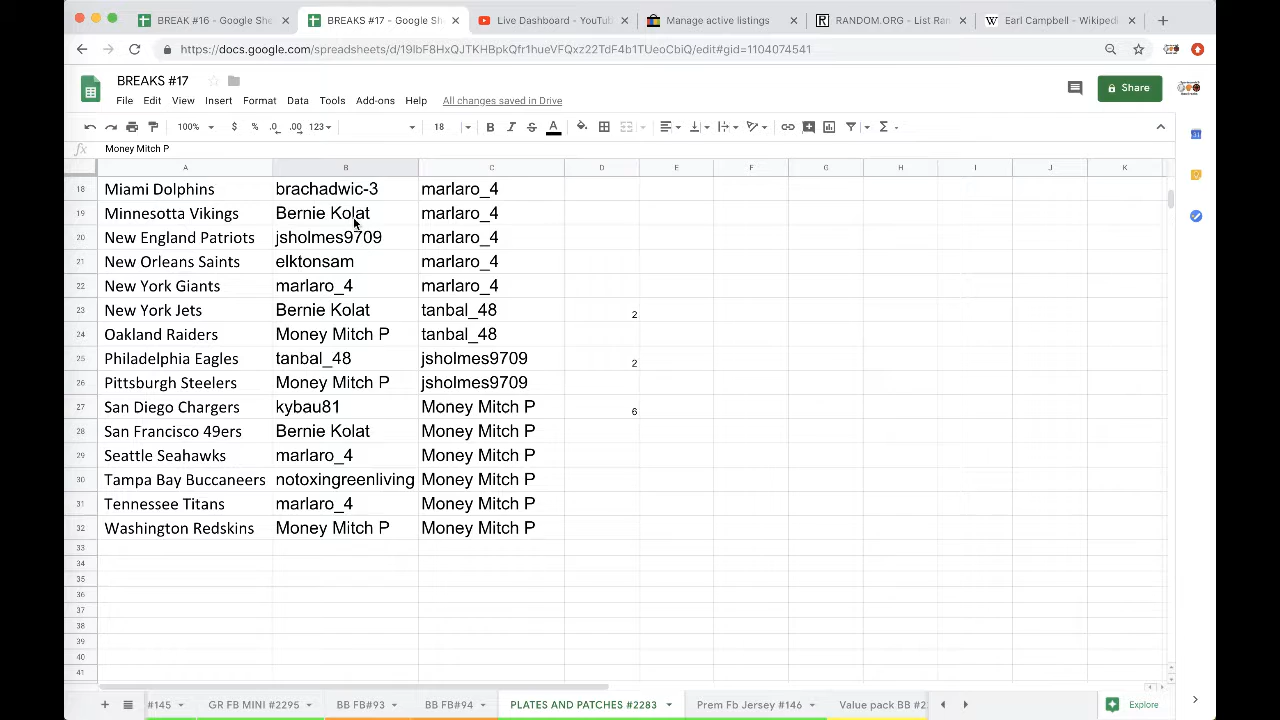 BREAK #16 - Google She
BREAKS #17 - Google She
Live Dashboard - YouTub
Manage active listings
RANDOM.ORG - List Ra
Earl Campbell - Wikipedi
https://docs.google.com/spreadsheets/d/19lbF8HxQJTKHBpkQfr1hueVFQxz22TdF4b1TUeoCbiQ/edit#gid=1104074541
BREAKS #17
File Edit View Insert Format Data Tools Add-ons Help All changes saved in Drive
Share
100% $ % .0 .00 123 18 B I S A
fx Money Mitch P
A B C D E F G H I J K
18 Miami Dolphins brachadwic-3 marlaro_4
19 Minnesotta Vikings Bernie Kolat marlaro_4
20 New England Patriots jsholmes9709 marlaro_4
21 New Orleans Saints elktonsam marlaro_4
22 New York Giants marlaro_4 marlaro_4
23 New York Jets Bernie Kolat tanbal_48 2
24 Oakland Raiders Money Mitch P tanbal_48
25 Philadelphia Eagles tanbal_48 jsholmes9709 2
26 Pittsburgh Steelers Money Mitch P jsholmes9709
27 San Diego Chargers kybau81 Money Mitch P 6
28 San Francisco 49ers Bernie Kolat Money Mitch P
29 Seattle Seahawks marlaro_4 Money Mitch P
30 Tampa Bay Buccaneers notoxingreenliving Money Mitch P
31 Tennessee Titans marlaro_4 Money Mitch P
32 Washington Redskins Money Mitch P Money Mitch P
33
34
35
36
37
38
39
40
41
#145 GR FB MINI #2295 BB FB#93 BB FB#94 PLATES AND PATCHES #2283 Prem Fb Jersey #146 Value pack BB #2 Explore